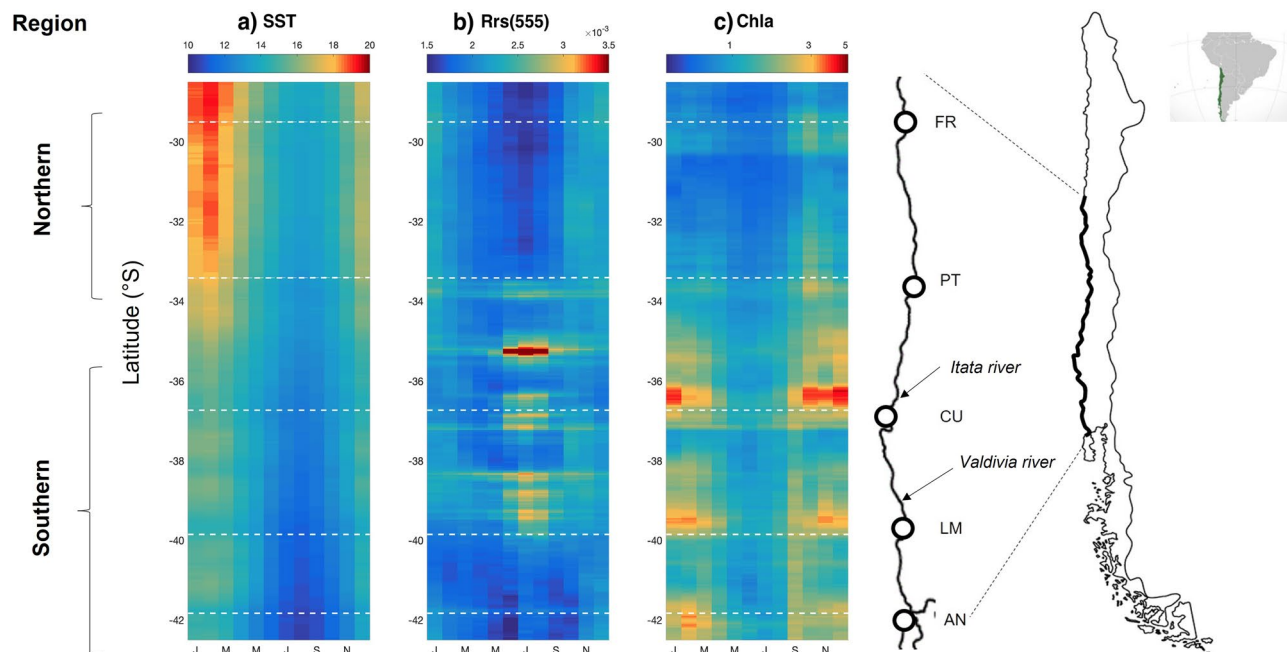 Region
a) SST
b) Rrs(555)
c) Chla
×10⁻³
10 12 14 16 18 20
1.5 2.5 3.5
1 3 5
Northern
Southern
Latitude (°S)
-30
-32
-34
-36
-38
-40
-42
-30
-32
-34
-36
-38
-40
-42
-30
-32
-34
-36
-38
-40
-42
FR
PT
Itata river
CU
Valdivia river
LM
AN
J M M J S N
J M M J S N
J M M J S N